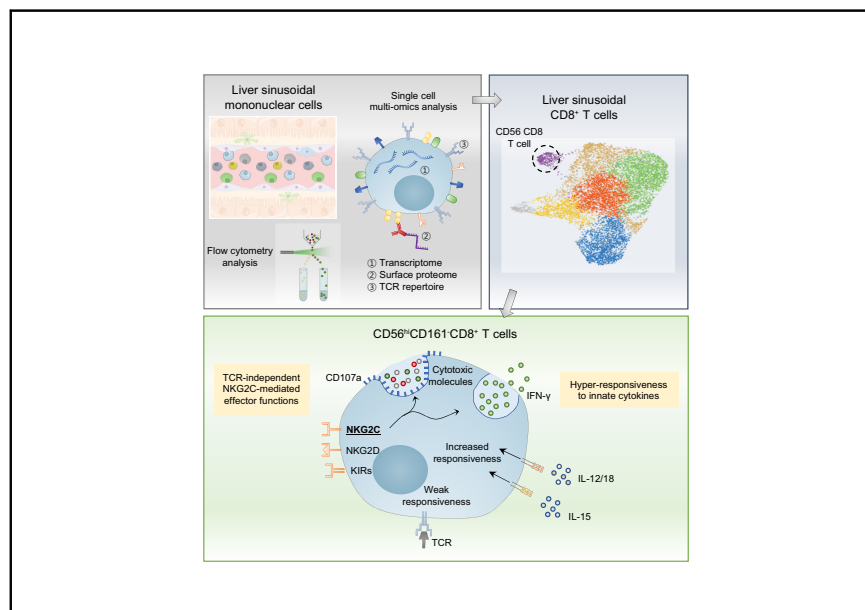 Liver sinusoidal
mononuclear cells
Single cell
multi-omics analysis
③
①
②
Flow cytometry
analysis
① Transcriptome
② Surface proteome
③ TCR repertoire
Liver sinusoidal
CD8⁺ T cells
CD56 CD8
T cell
CD56ʰⁱCD161⁻CD8⁺ T cells
TCR-independent
NKG2C-mediated
effector functions
CD107a
Cytotoxic
molecules
IFN-γ
Hyper-responsiveness
to innate cytokines
NKG2C
NKG2D
KIRs
Increased
responsiveness
Weak
responsiveness
IL-12/18
IL-15
TCR